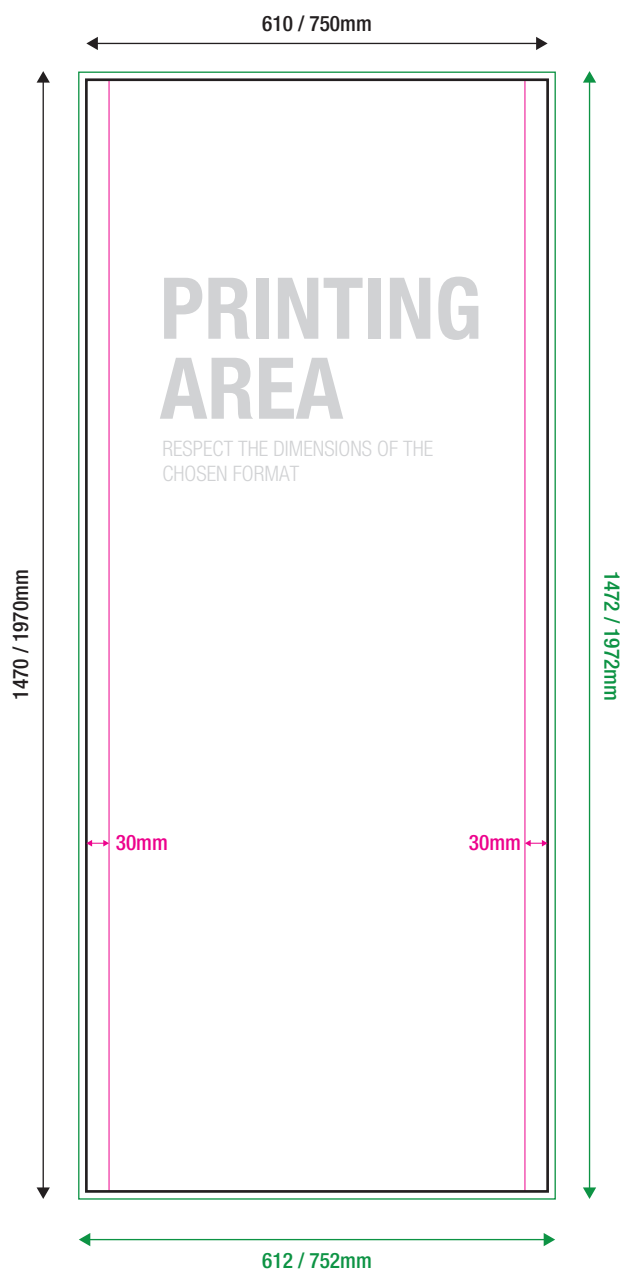 610 / 750mm
PRINTING
AREA
RESPECT THE DIMENSIONS OF THE
CHOSEN FORMAT
1470 / 1970mm
1472 / 1972mm
30mm
30mm
612 / 752mm